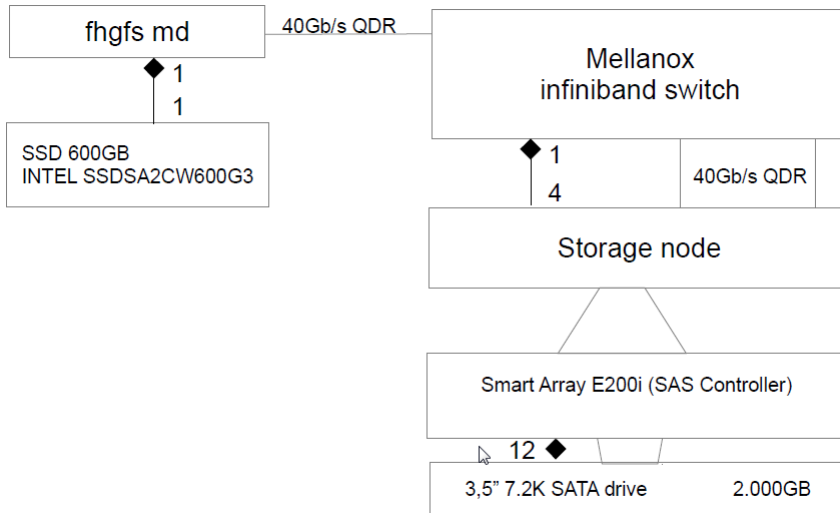 fhgfs md
40Gb/s QDR
Mellanox
infiniband switch
1
1
SSD 600GB
INTEL SSDSA2CW600G3
1
4
40Gb/s QDR
Storage node
Smart Array E200i (SAS Controller)
12
3,5" 7.2K SATA drive 2.000GB